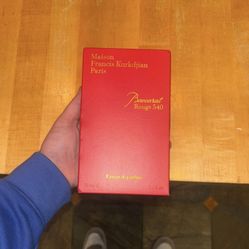 Maison
Francis Kurkdjian
Paris
Baccarat
Rouge 540
Extrait de parfum